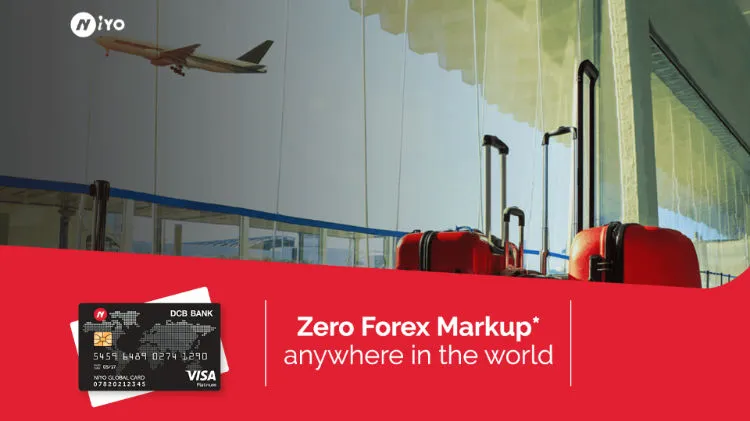 NiYO
Zero Forex Markup*
anywhere in the world
DCB BANK
5459 6489 0274 1290
05/17
NIYO GLOBAL CARD
07820212345
VISA
Platinum